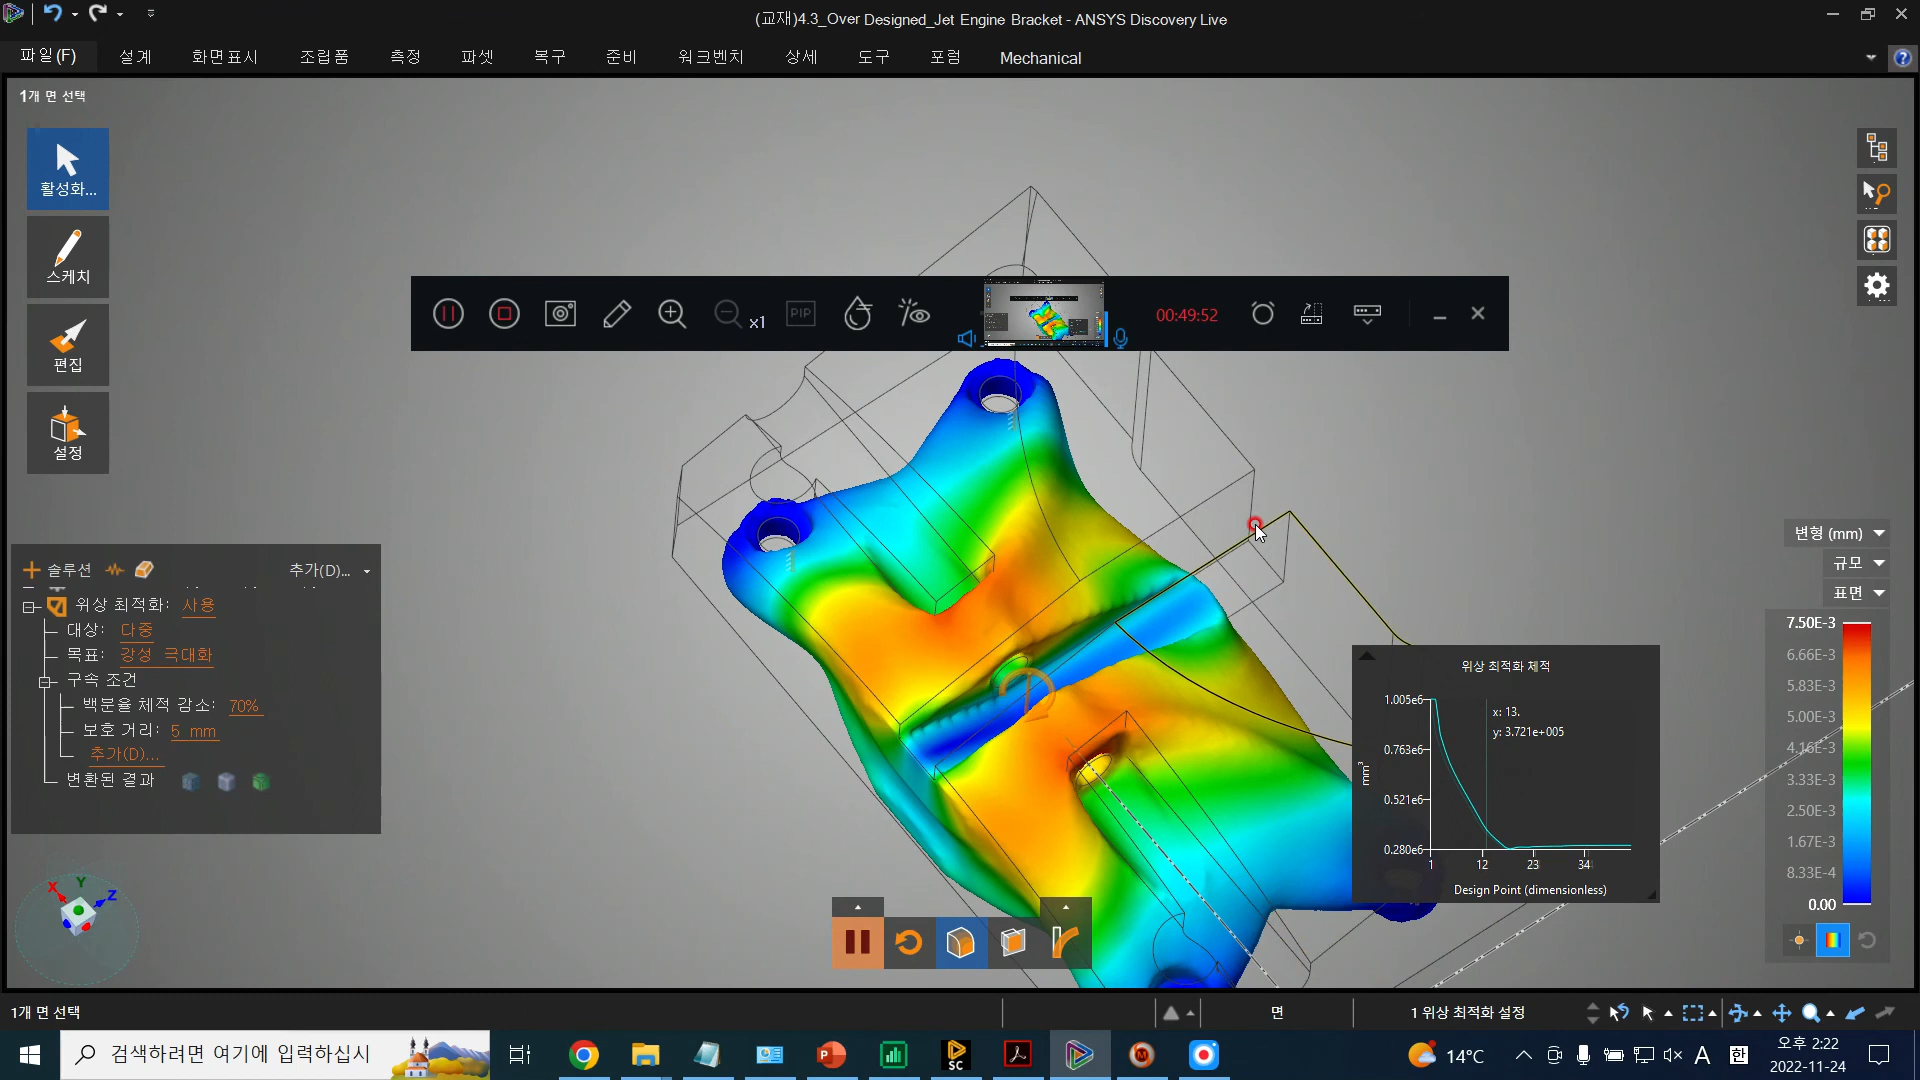 (교재)4.3_Over Designed_Jet Engine Bracket - ANSYS Discovery Live
파일(F) 설계 화면표시 조립품 측정 파셋 복구 준비 워크벤치 상세 도구 포럼 Mechanical
1개 면 선택
활성화...
스케치
편집
설정
x1
PIP
00:49:52
솔루션 추가(D)...
위상 최적화: 사용
대상: 다중
목표: 강성 극대화
구속 조건
백분율 체적 감소: 70%
보호 거리: 5 mm
추가(D)...
변환된 결과
X Y Z
변형 (mm)
규모
표면
7.50E-3
6.66E-3
5.83E-3
5.00E-3
4.16E-3
3.33E-3
2.50E-3
1.67E-3
8.33E-4
0.00
위상 최적화 체적
1.005e6
x: 13.
y: 3.721e+005
0.763e6
mm³
0.521e6
0.280e6
1 12 23 34
Design Point (dimensionless)
1개 면 선택 면 1 위상 최적화 설정
검색하려면 여기에 입력하십시
SC
14°C A 한 오후 2:22
2022-11-24